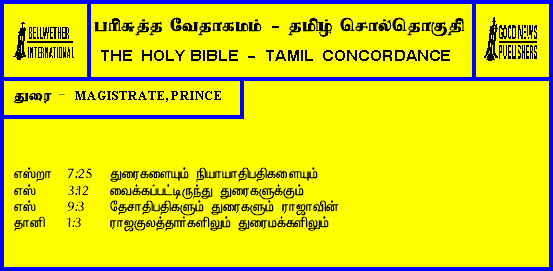 BELLWETHER
INTERNATIONAL
பரிசுத்த வேதாகமம் - தமிழ் சொல்தொகுதி
THE HOLY BIBLE - TAMIL CONCORDANCE
GOOD NEWS
PUBLISHERS
துரை - MAGISTRATE, PRINCE
எஸ்றா 7:25 துரைகளையும் நியாயாதிபதிகளையும்
எஸ் 3:12 வைக்கப்பட்டிருந்து துரைகளுக்கும்
எஸ் 9:3 தேசாதிபதிகளும் துரைகளும் ராஜாவின்
தானி 1:3 ராஜகுலத்தார்களிலும் துரைமக்களிலும்